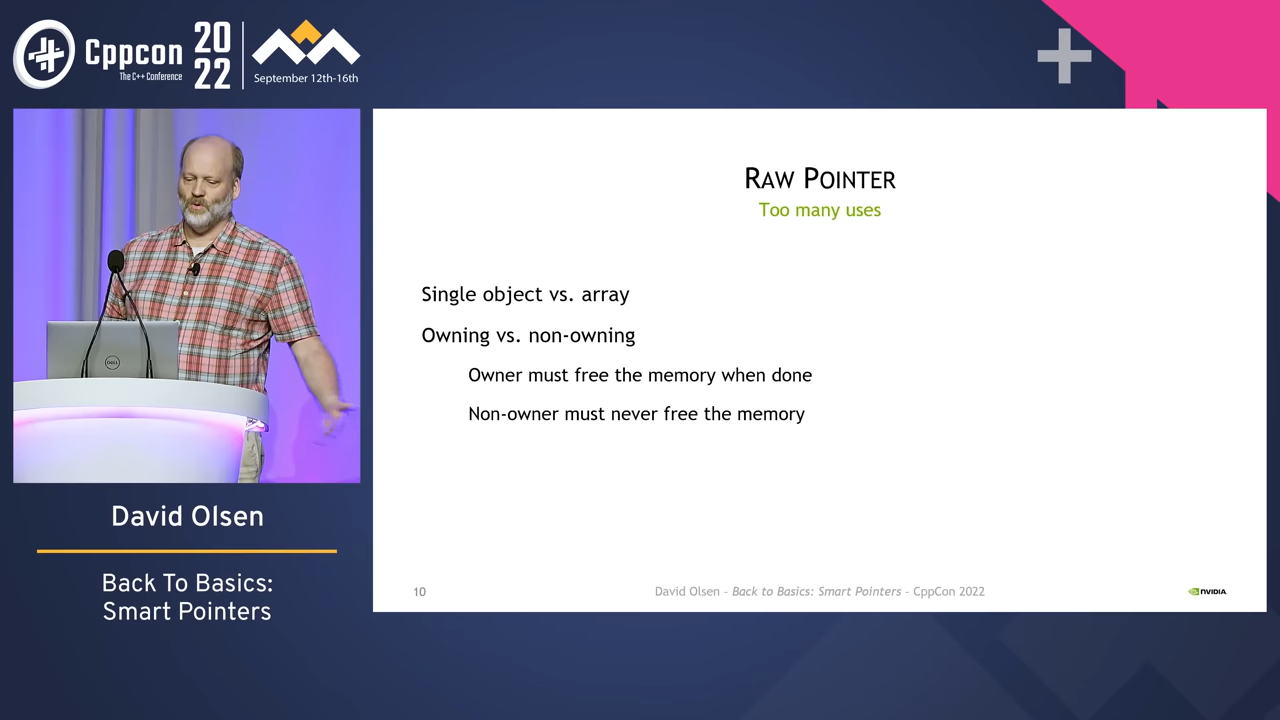 Cppcon
The C++ Conference
20
22
September 12th-16th
RAW POINTER
Too many uses
Single object vs. array
Owning vs. non-owning
Owner must free the memory when done
Non-owner must never free the memory
DELL
David Olsen
Back To Basics:
Smart Pointers
10
David Olsen – Back to Basics: Smart Pointers – CppCon 2022
NVIDIA